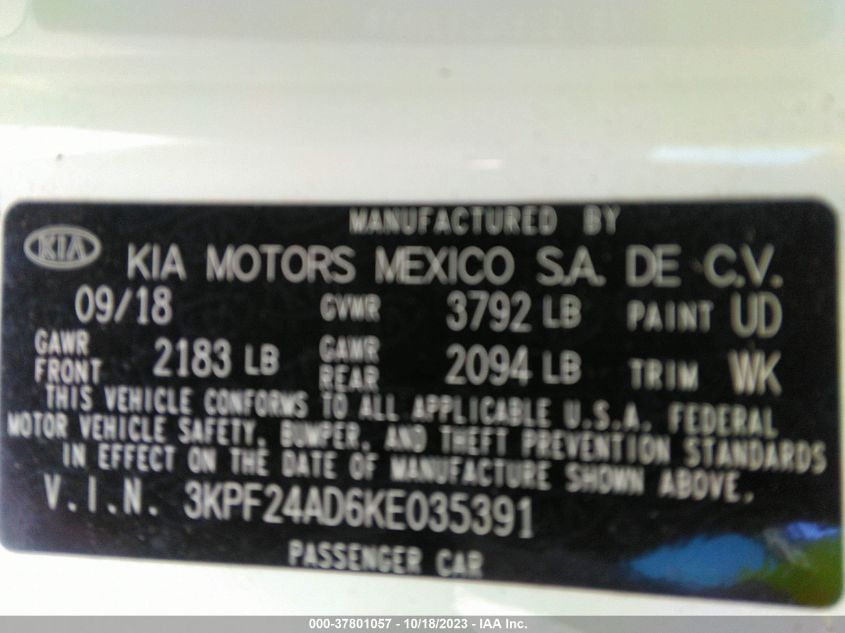 MANUFACTURED BY
KIA KIA MOTORS MEXICO S.A. DE C.V.
09/18 GVWR 3792 LB PAINT UD
GAWR FRONT 2183 LB GAWR REAR 2094 LB TRIM WK
THIS VEHICLE CONFORMS TO ALL APPLICABLE U.S.A. FEDERAL
MOTOR VEHICLE SAFETY, BUMPER, AND THEFT PREVENTION STANDARDS
IN EFFECT ON THE DATE OF MANUFACTURE SHOWN ABOVE.
V.I.N. 3KPF24AD6KE035391
PASSENGER CAR
000-37801057 - 10/18/2023 - IAA Inc.